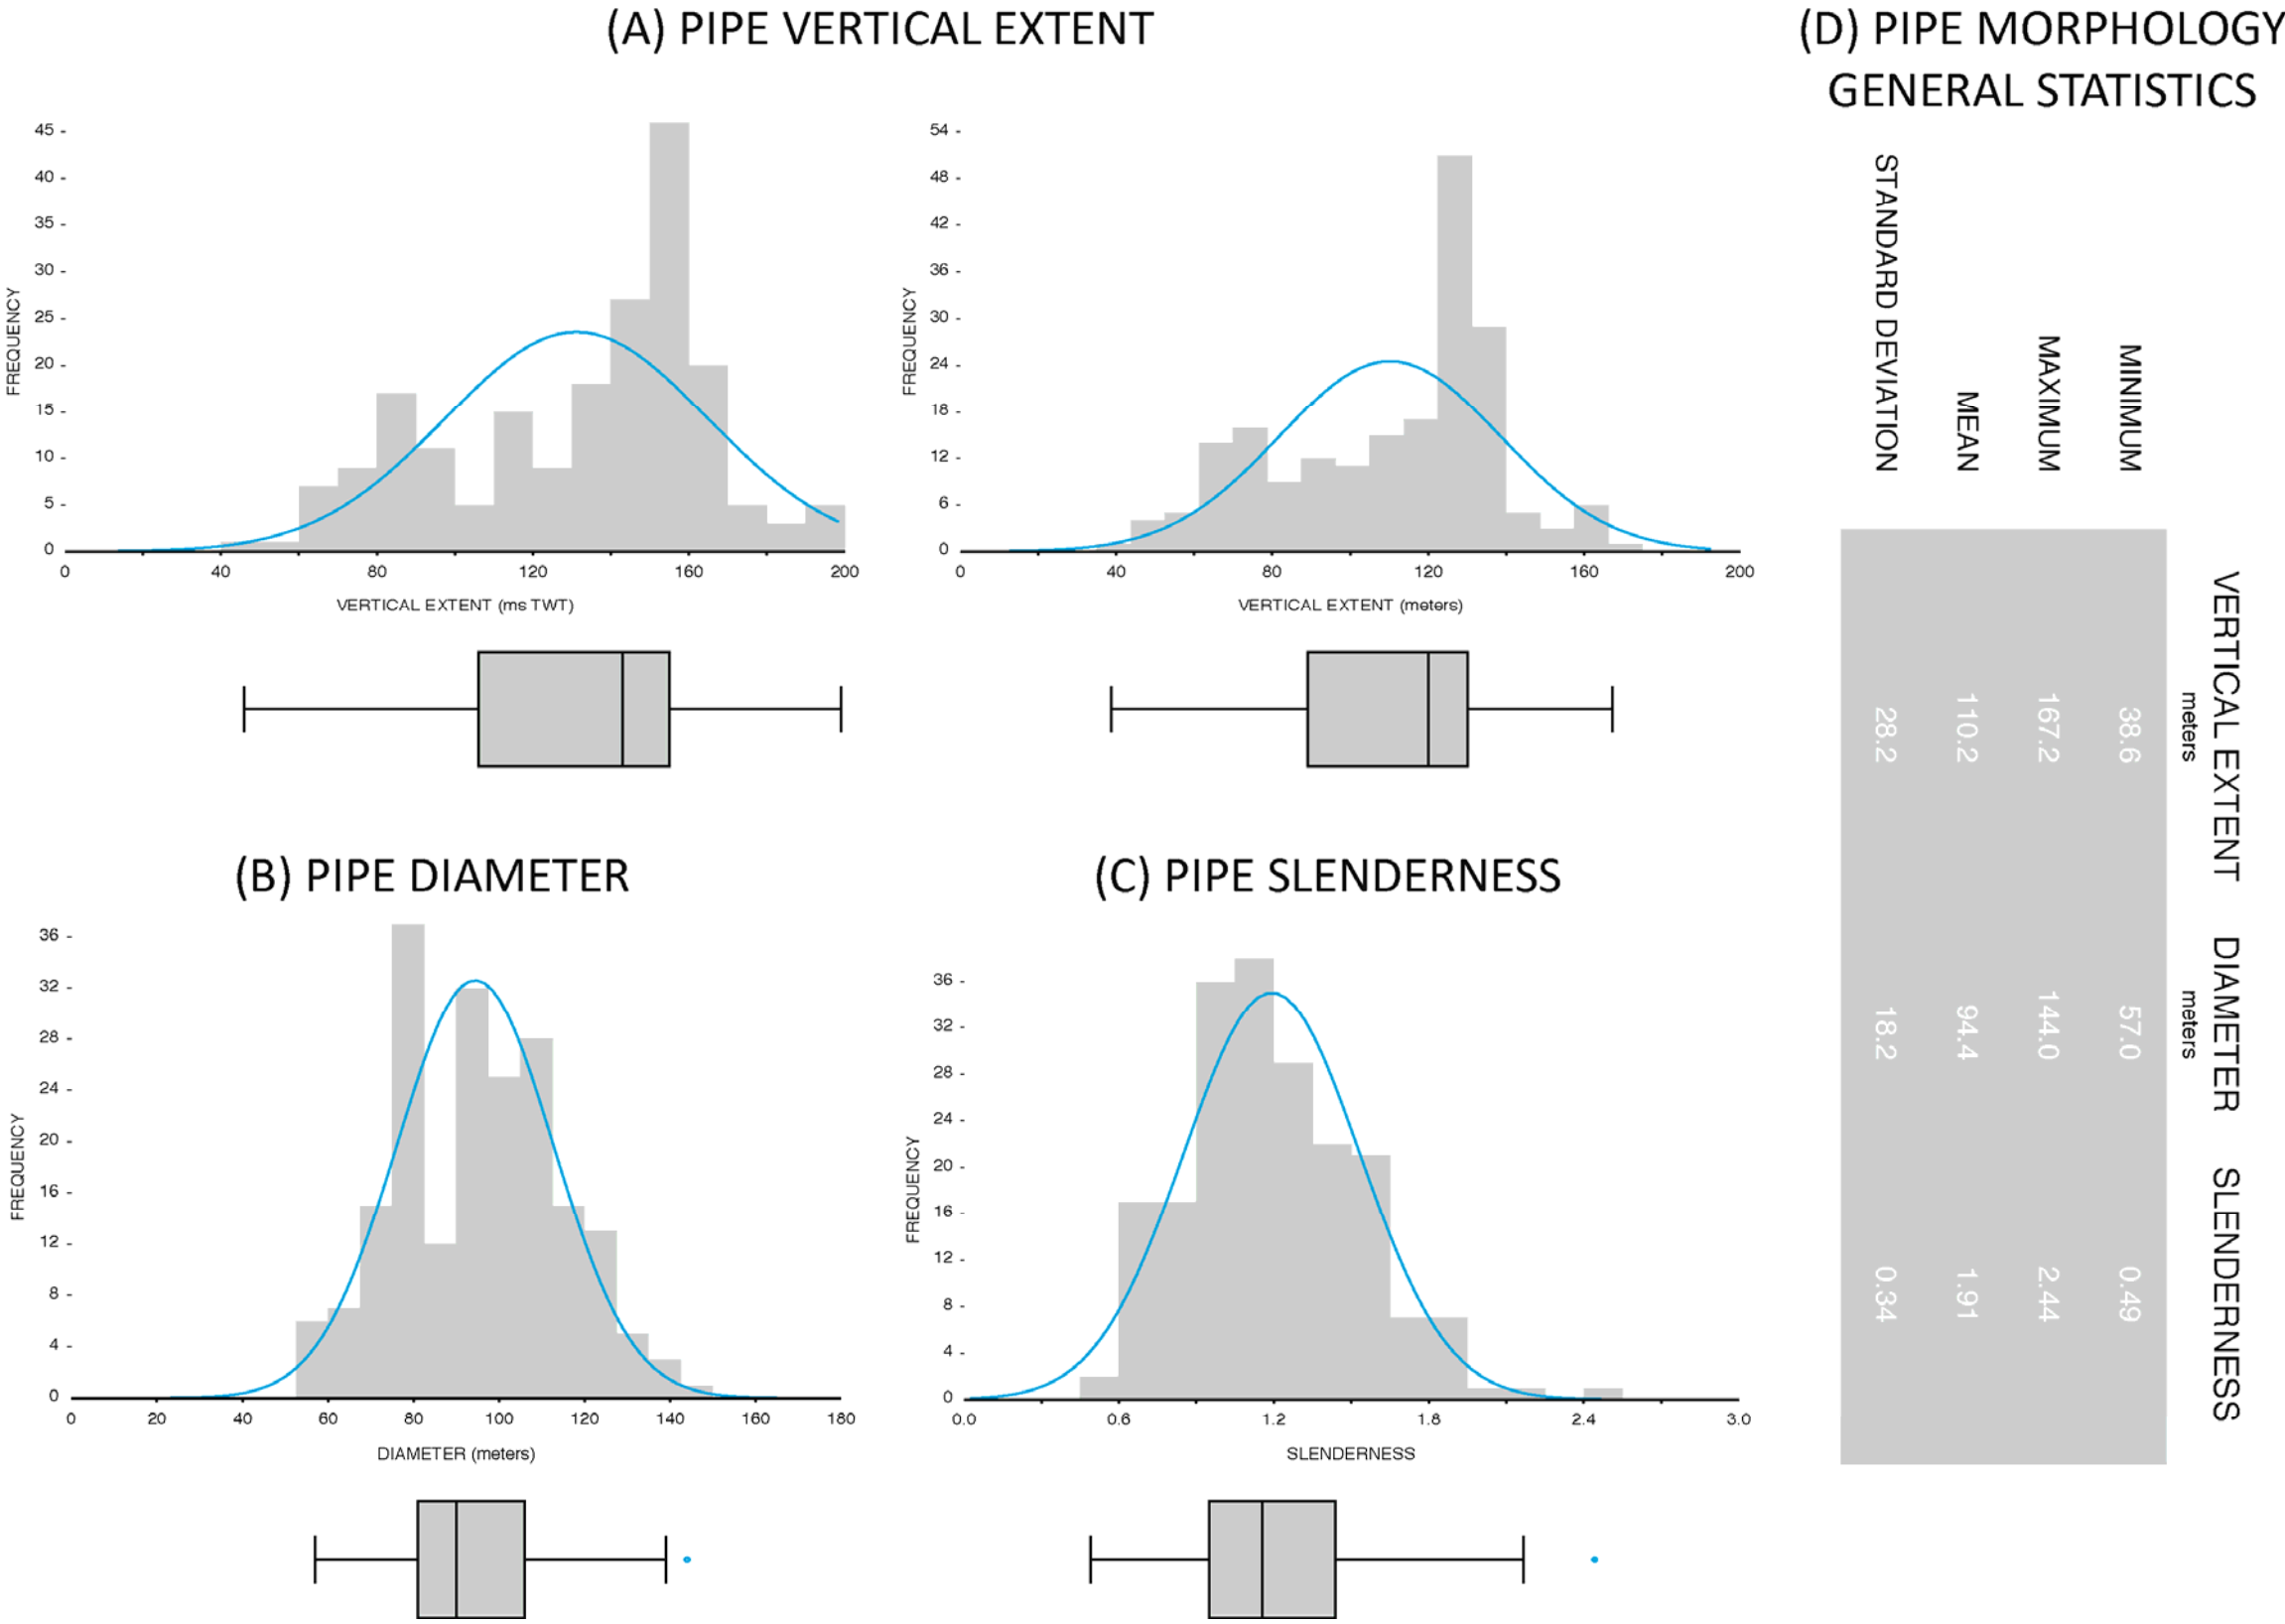 (A) PIPE VERTICAL EXTENT
45 -
40 -
35 -
30 -
25 -
20 -
15 -
10 -
5 -
0
FREQUENCY
0 40 80 120 160 200
VERTICAL EXTENT (ms TWT)
54 -
48 -
42 -
36 -
30 -
24 -
18 -
12 -
6 -
0
FREQUENCY
0 40 80 120 160 200
VERTICAL EXTENT (meters)
(B) PIPE DIAMETER
36 -
32 -
28 -
24 -
20 -
16 -
12 -
8 -
4 -
0
FREQUENCY
0 20 40 60 80 100 120 140 160 180
DIAMETER (meters)
(C) PIPE SLENDERNESS
36 -
32 -
28 -
24 -
20 -
16 -
12 -
8 -
4 -
0
FREQUENCY
0.0 0.6 1.2 1.8 2.4 3.0
SLENDERNESS
(D) PIPE MORPHOLOGY
GENERAL STATISTICS
VERTICAL EXTENT DIAMETER SLENDERNESS
meters meters
MINIMUM 38.6 57.0 0.49
MAXIMUM 167.2 144.0 2.44
MEAN 110.2 94.4 1.91
STANDARD DEVIATION 28.2 18.2 0.34